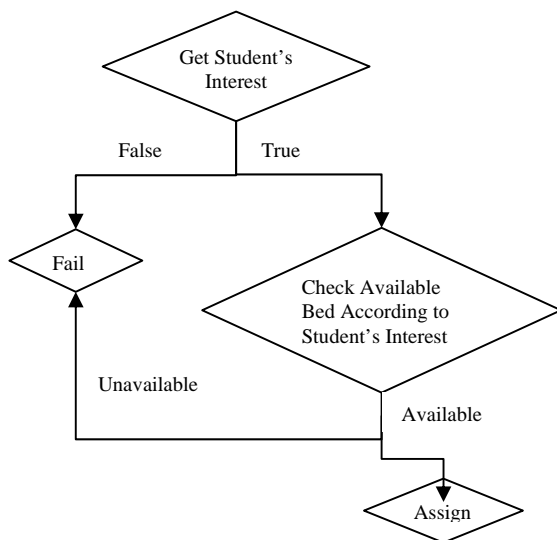 Get Student’s
Interest
False
True
Fail
Check Available
Bed According to
Student’s Interest
Unavailable
Available
Assign